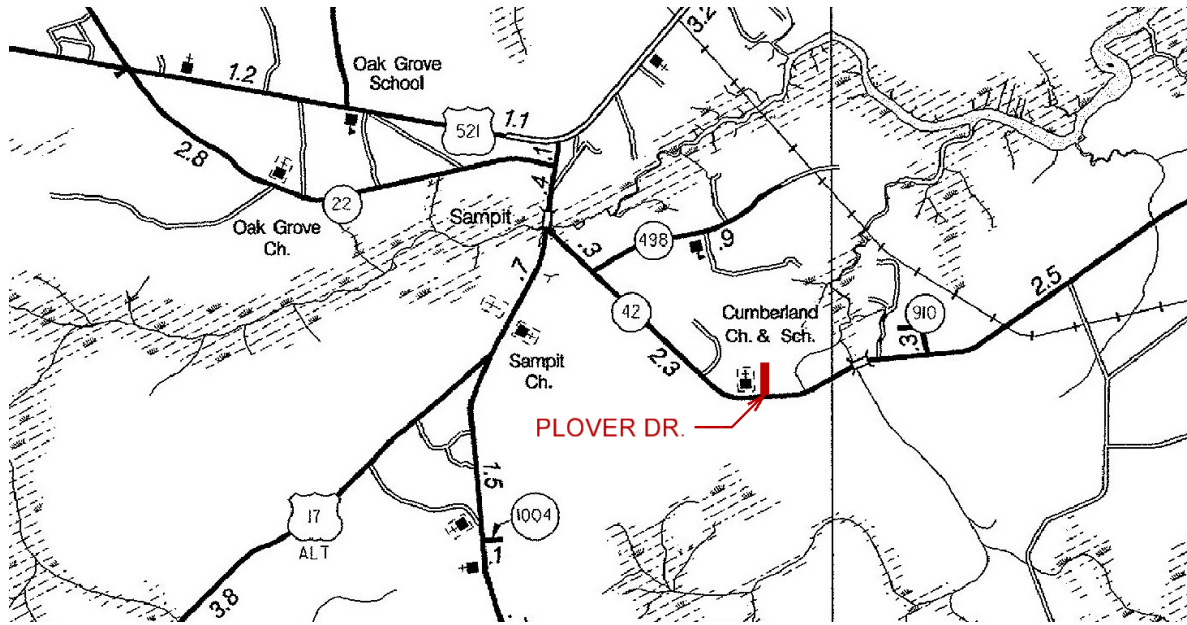 3.2
1.2
Oak Grove
School
521
1.1
.1
2.8
.4
22
Oak Grove
Ch.
Sampit
.3
498
.9
.7
42
Cumberland
Ch. & Sch.
910
.3
2.5
2.3
Sampit
Ch.
PLOVER DR.
1.5
17
ALT
1004
.1
3.8